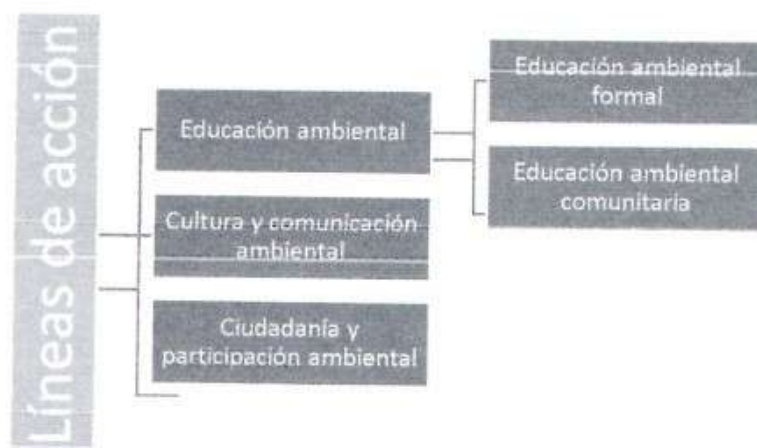 Líneas de acción
Educación ambiental
Cultura y comunicación
ambiental
Ciudadanía y
participación ambiental
Educación ambiental
formal
Educación ambiental
comunitaria